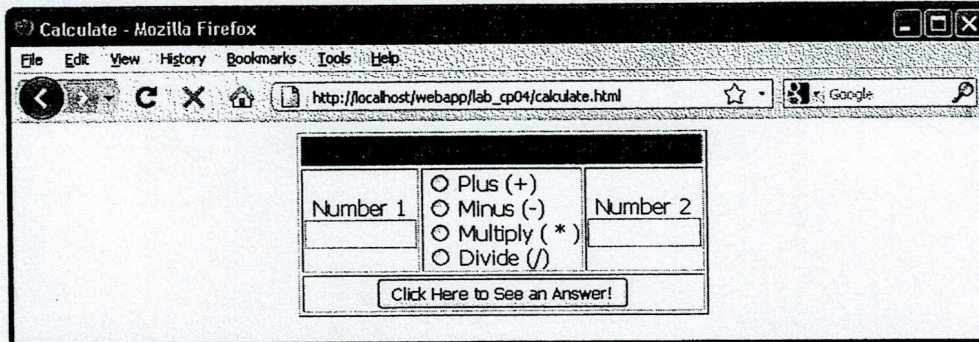 Calculate - Mozilla Firefox
File Edit View History Bookmarks Tools Help
http://localhost/webapp/lab_cp04/calculate.html
Google
Number 1
Plus (+)
Minus (-)
Multiply ( * )
Divide (/)
Number 2
Click Here to See an Answer!